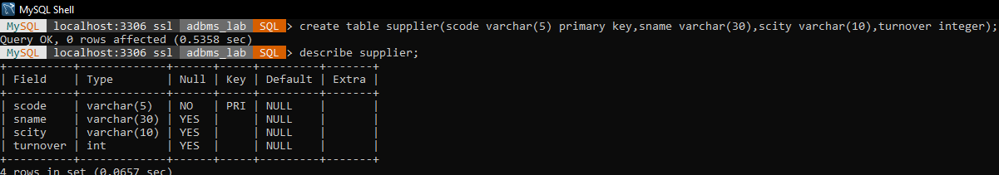 MySQL Shell
MySQL localhost:3306 ssl adbms_lab SQL > create table supplier(scode varchar(5) primary key,sname varchar(30),scity varchar(10),turnover integer);
Query OK, 0 rows affected (0.5358 sec)
MySQL localhost:3306 ssl adbms_lab SQL > describe supplier;
+----------+-------------+------+-----+---------+-------+
| Field    | Type        | Null | Key | Default | Extra |
+----------+-------------+------+-----+---------+-------+
| scode    | varchar(5)  | NO   | PRI | NULL    |       |
| sname    | varchar(30) | YES  |     | NULL    |       |
| scity    | varchar(10) | YES  |     | NULL    |       |
| turnover | int         | YES  |     | NULL    |       |
+----------+-------------+------+-----+---------+-------+
4 rows in set (0.0657 sec)